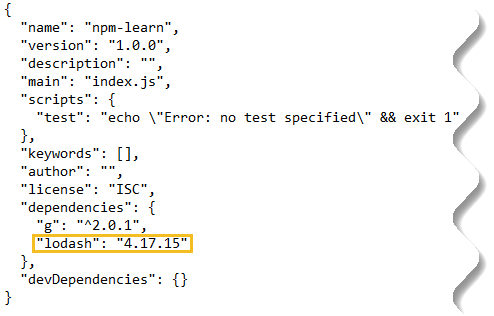 {
  "name": "npm-learn",
  "version": "1.0.0",
  "description": "",
  "main": "index.js",
  "scripts": {
    "test": "echo \"Error: no test specified\" && exit 1"
  },
  "keywords": [],
  "author": "",
  "license": "ISC",
  "dependencies": {
    "g": "^2.0.1",
    "lodash": "4.17.15"
  },
  "devDependencies": {}
}